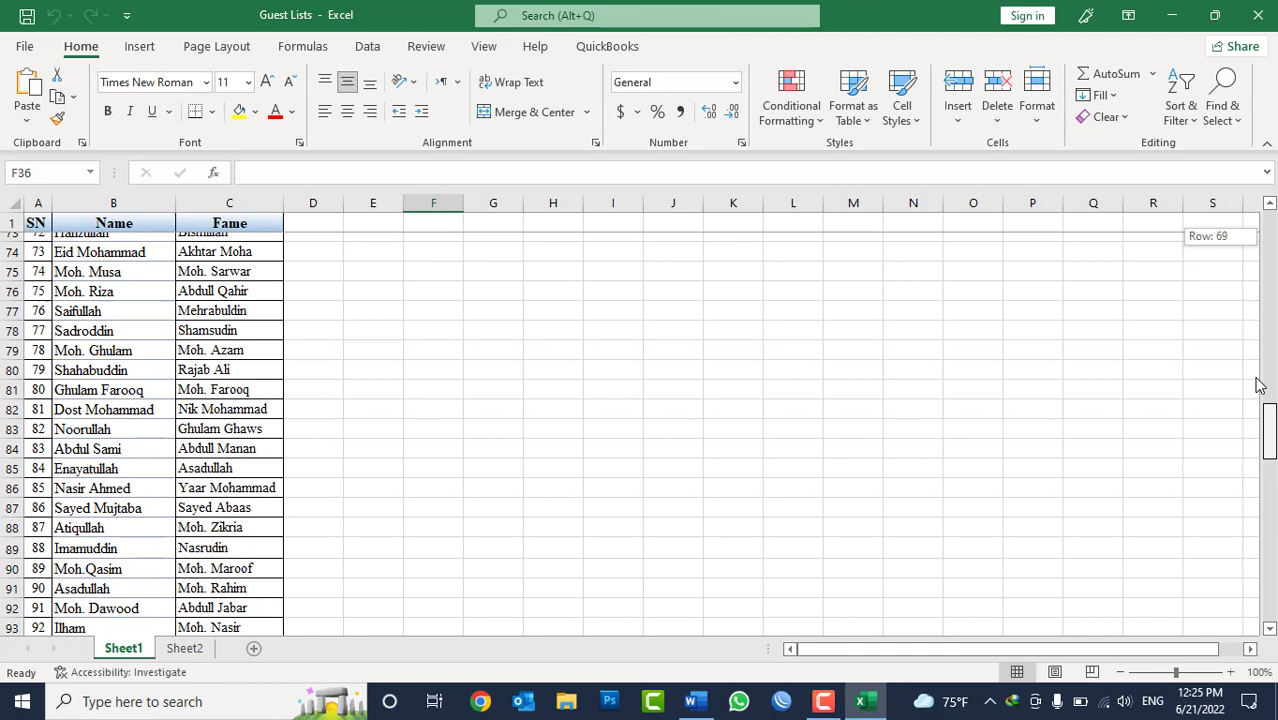 Guest Lists - Excel
Search (Alt+Q)
Sign in
File Home Insert Page Layout Formulas Data Review View Help QuickBooks
Share
Times New Roman 11
Wrap Text
General
AutoSum
Paste
B I U
Merge & Center
$ %
Conditional Formatting
Format as Table
Cell Styles
Insert
Delete
Format
Fill
Clear
Sort & Filter
Find & Select
Clipboard Font Alignment Number Styles Cells Editing
F36
fx
A B C D E F G H I J K L M N O P Q R S
1 SN Name Fame
Row: 69
74 73 Eid Mohammad Akhtar Moha
75 74 Moh. Musa Moh. Sarwar
76 75 Moh. Riza Abdull Qahir
77 76 Saifullah Mehrabuldin
78 77 Sadroddin Shamsudin
79 78 Moh. Ghulam Moh. Azam
80 79 Shahabuddin Rajab Ali
81 80 Ghulam Farooq Moh. Farooq
82 81 Dost Mohammad Nik Mohammad
83 82 Noorullah Ghulam Ghaws
84 83 Abdul Sami Abdull Manan
85 84 Enayatullah Asadullah
86 85 Nasir Ahmed Yaar Mohammad
87 86 Sayed Mujtaba Sayed Abaas
88 87 Atiqullah Moh. Zikria
89 88 Imamuddin Nasrudin
90 89 Moh.Qasim Moh. Maroof
91 90 Asadullah Moh. Rahim
92 91 Moh. Dawood Abdull Jabar
93 92 Ilham Moh. Nasir
Sheet1 Sheet2
Ready Accessibility: Investigate
100%
Type here to search
75°F
ENG
12:25 PM
6/21/2022